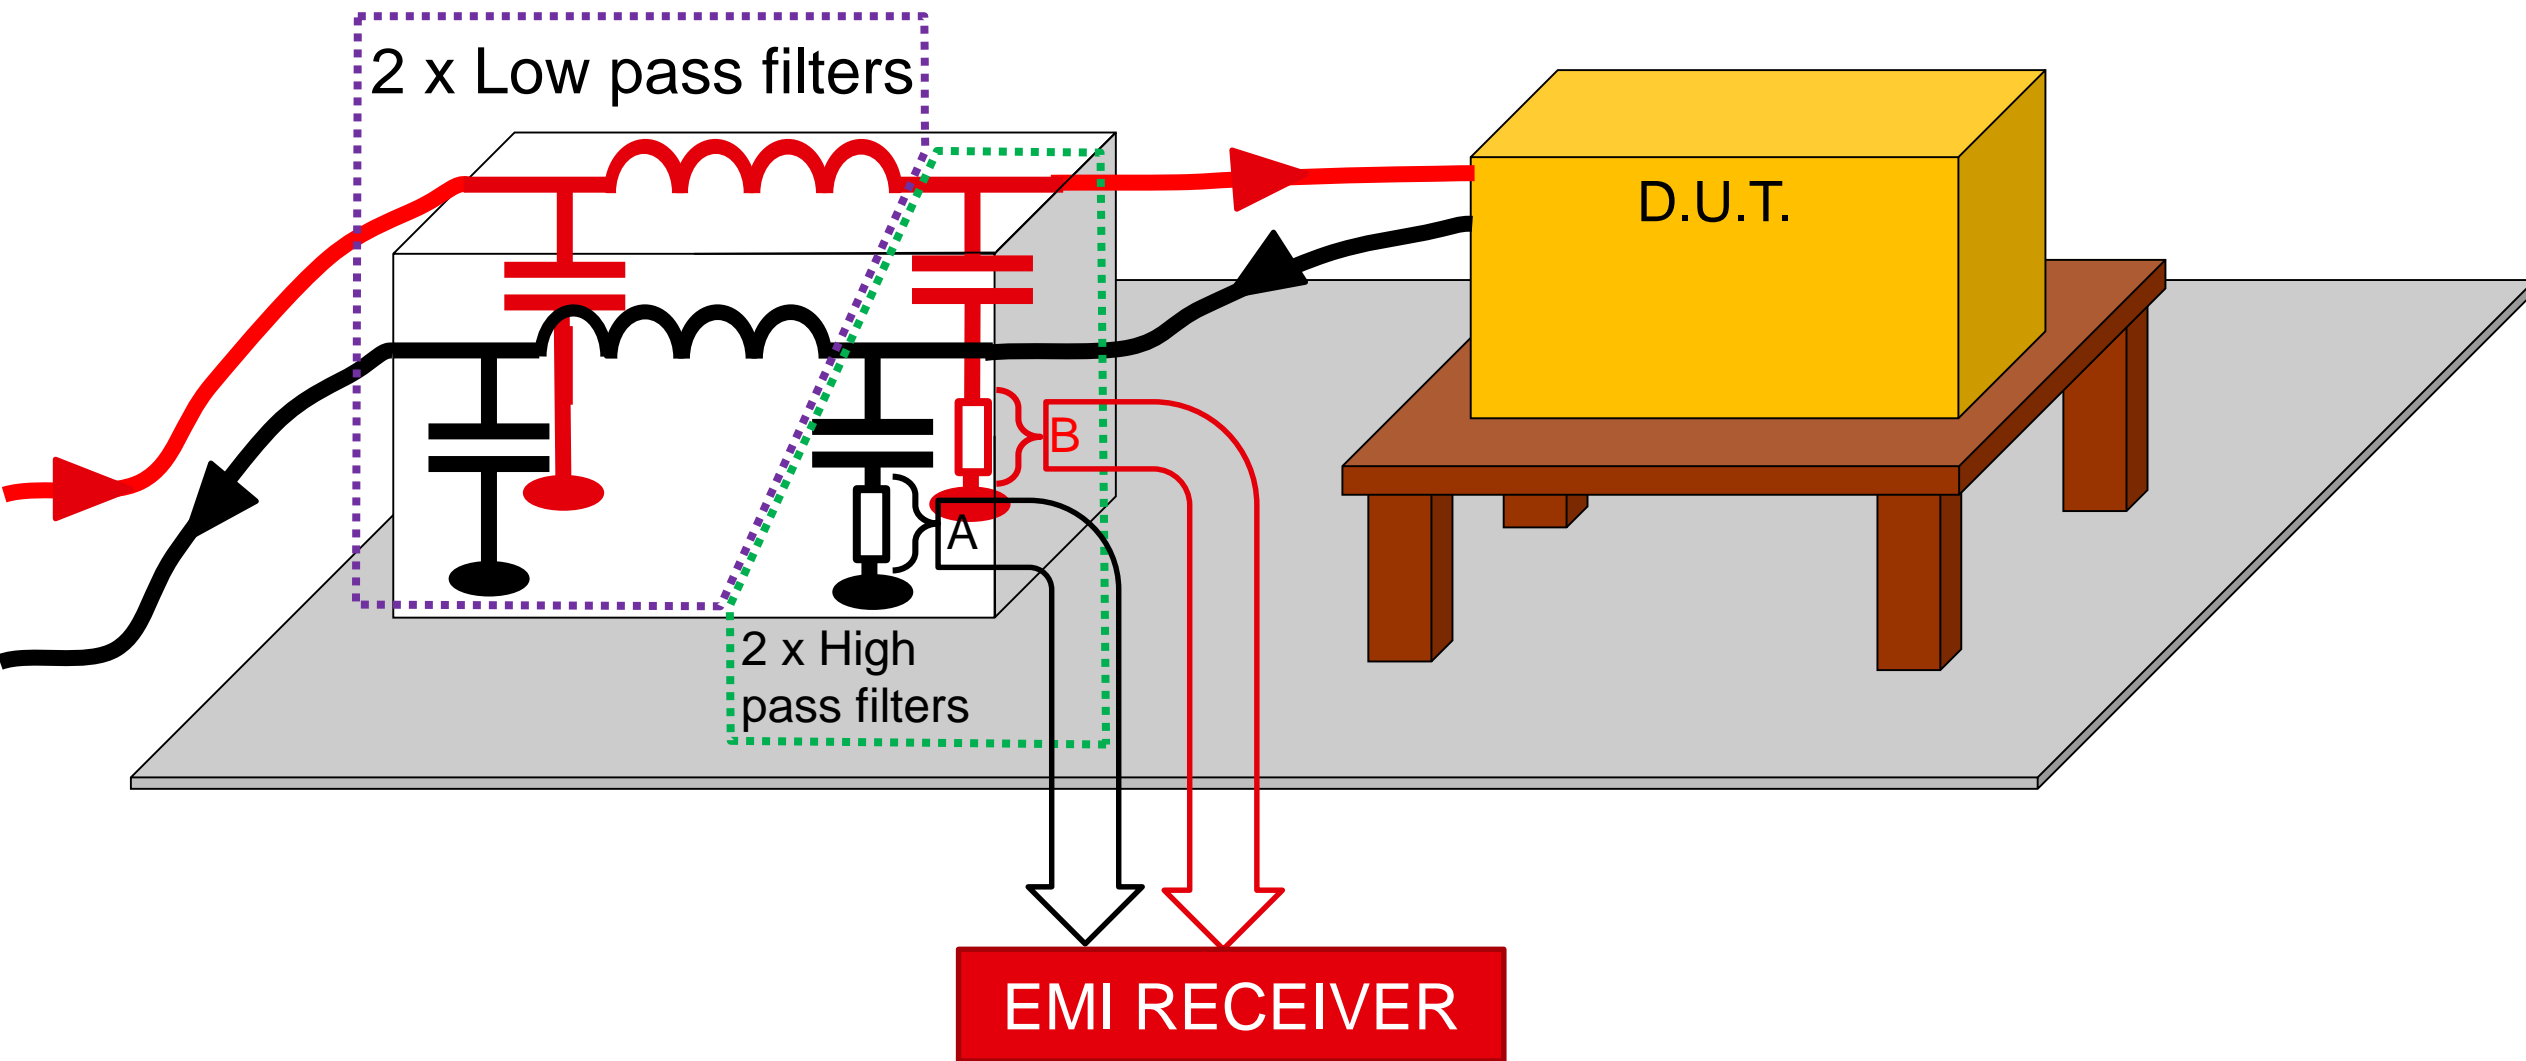 2 x Low pass filters
D.U.T.
B
A
2 x High
pass filters
EMI RECEIVER